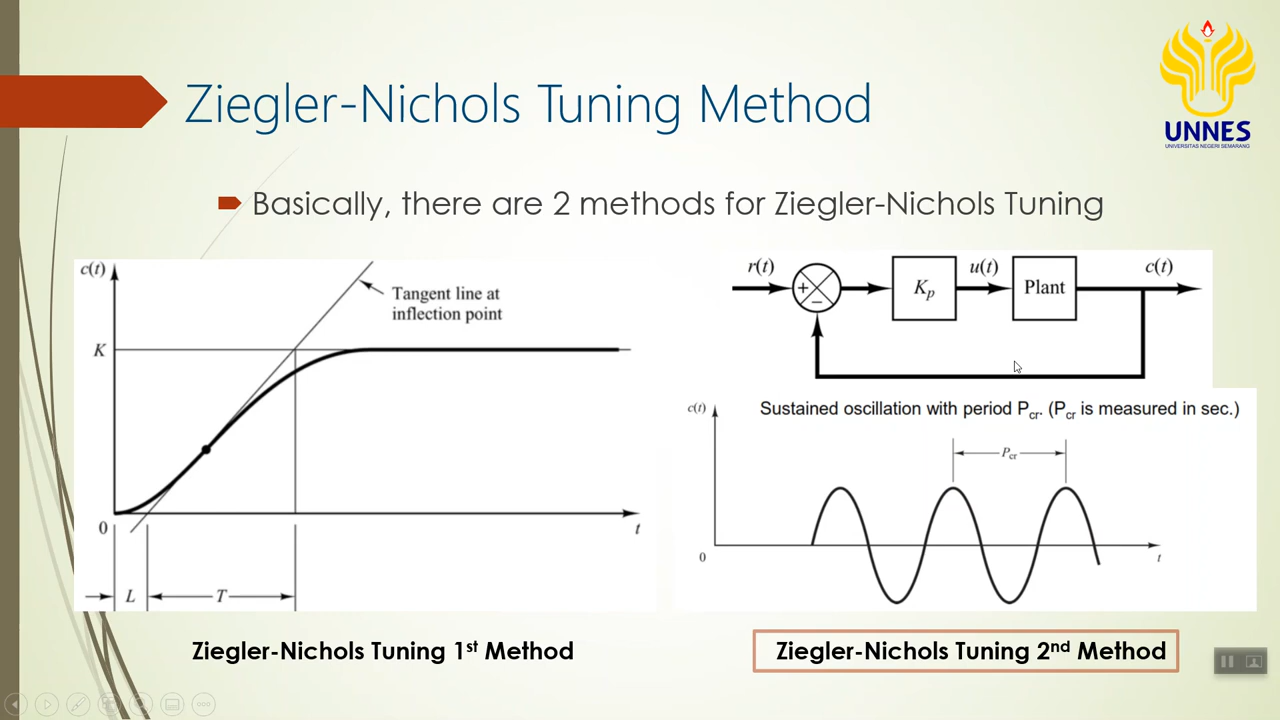 Ziegler-Nichols Tuning Method
UNNES
UNIVERSITAS NEGERI SEMARANG
Basically, there are 2 methods for Ziegler-Nichols Tuning
c(t)
Tangent line at
inflection point
K
0
t
L
T
r(t)
u(t)
c(t)
+
−
Kp
Plant
c(t)
Sustained oscillation with period Pcr. (Pcr is measured in sec.)
Pcr
0
t
Ziegler-Nichols Tuning 1st Method
Ziegler-Nichols Tuning 2nd Method